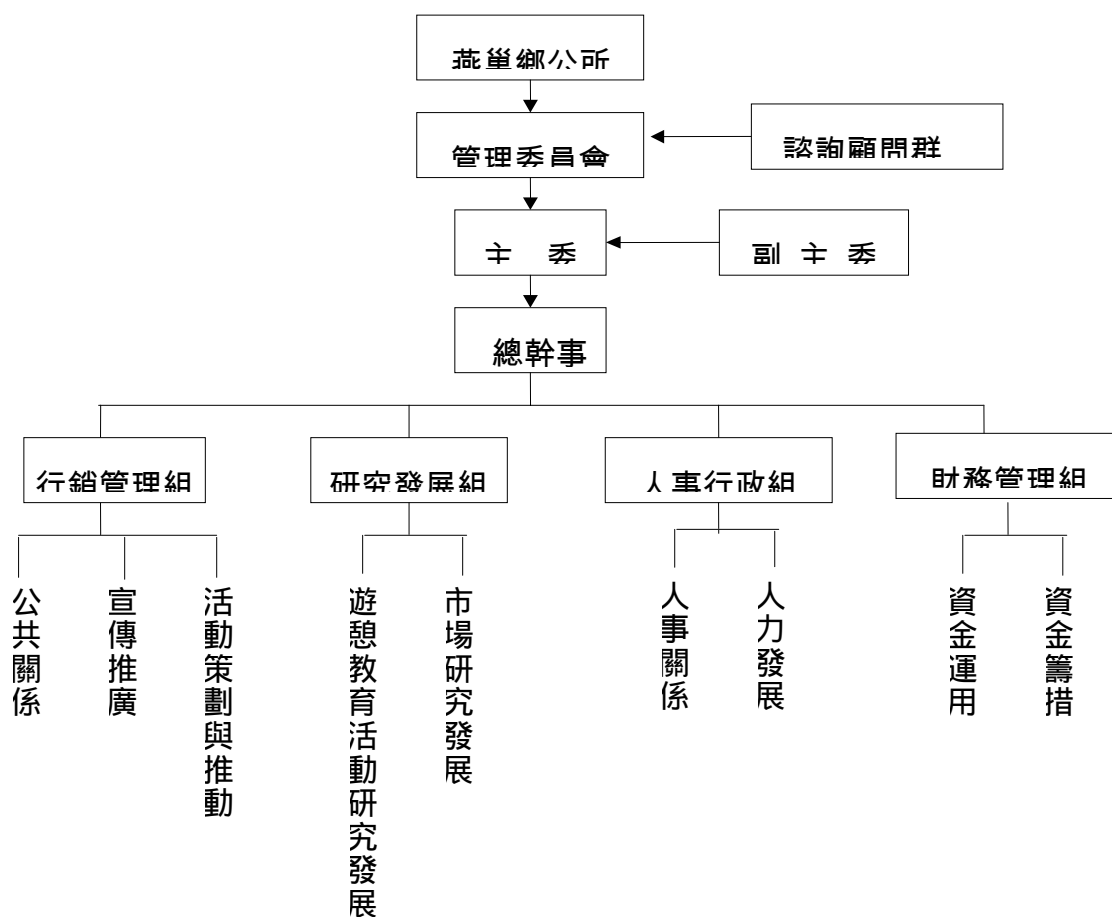 燕巢鄉公所
管理委員會
諮詢顧問群
主 委
副 主 委
總幹事
行銷管理組
研究發展組
人事行政組
財務管理組
公共關係
宣傳推廣
活動策劃與推動
遊憩教育活動研究發展
市場研究發展
人事關係
人力發展
資金運用
資金籌措